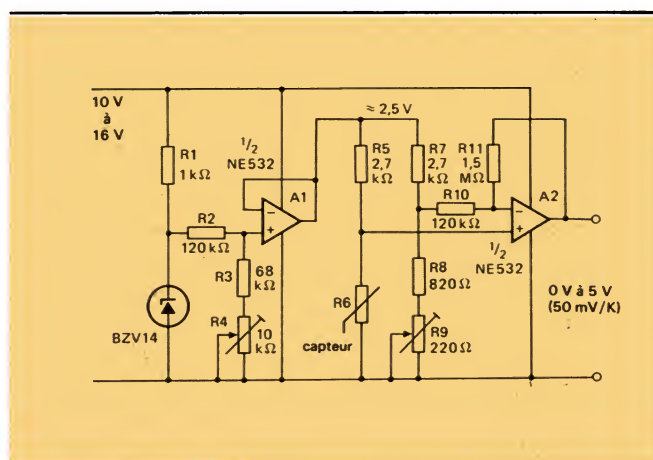 10 V
à
16 V
R1
1 kΩ
R2
120 kΩ
BZV14
1/2
NE532
A1
R3
68
kΩ
R4
10
kΩ
≈ 2,5 V
R5
2,7
kΩ
R7
2,7
kΩ
R11
1,5
MΩ
R10
120 kΩ
A2
1/2
NE532
R6
capteur
R8
820Ω
R9
220Ω
0 V à 5 V
(50 mV/K)